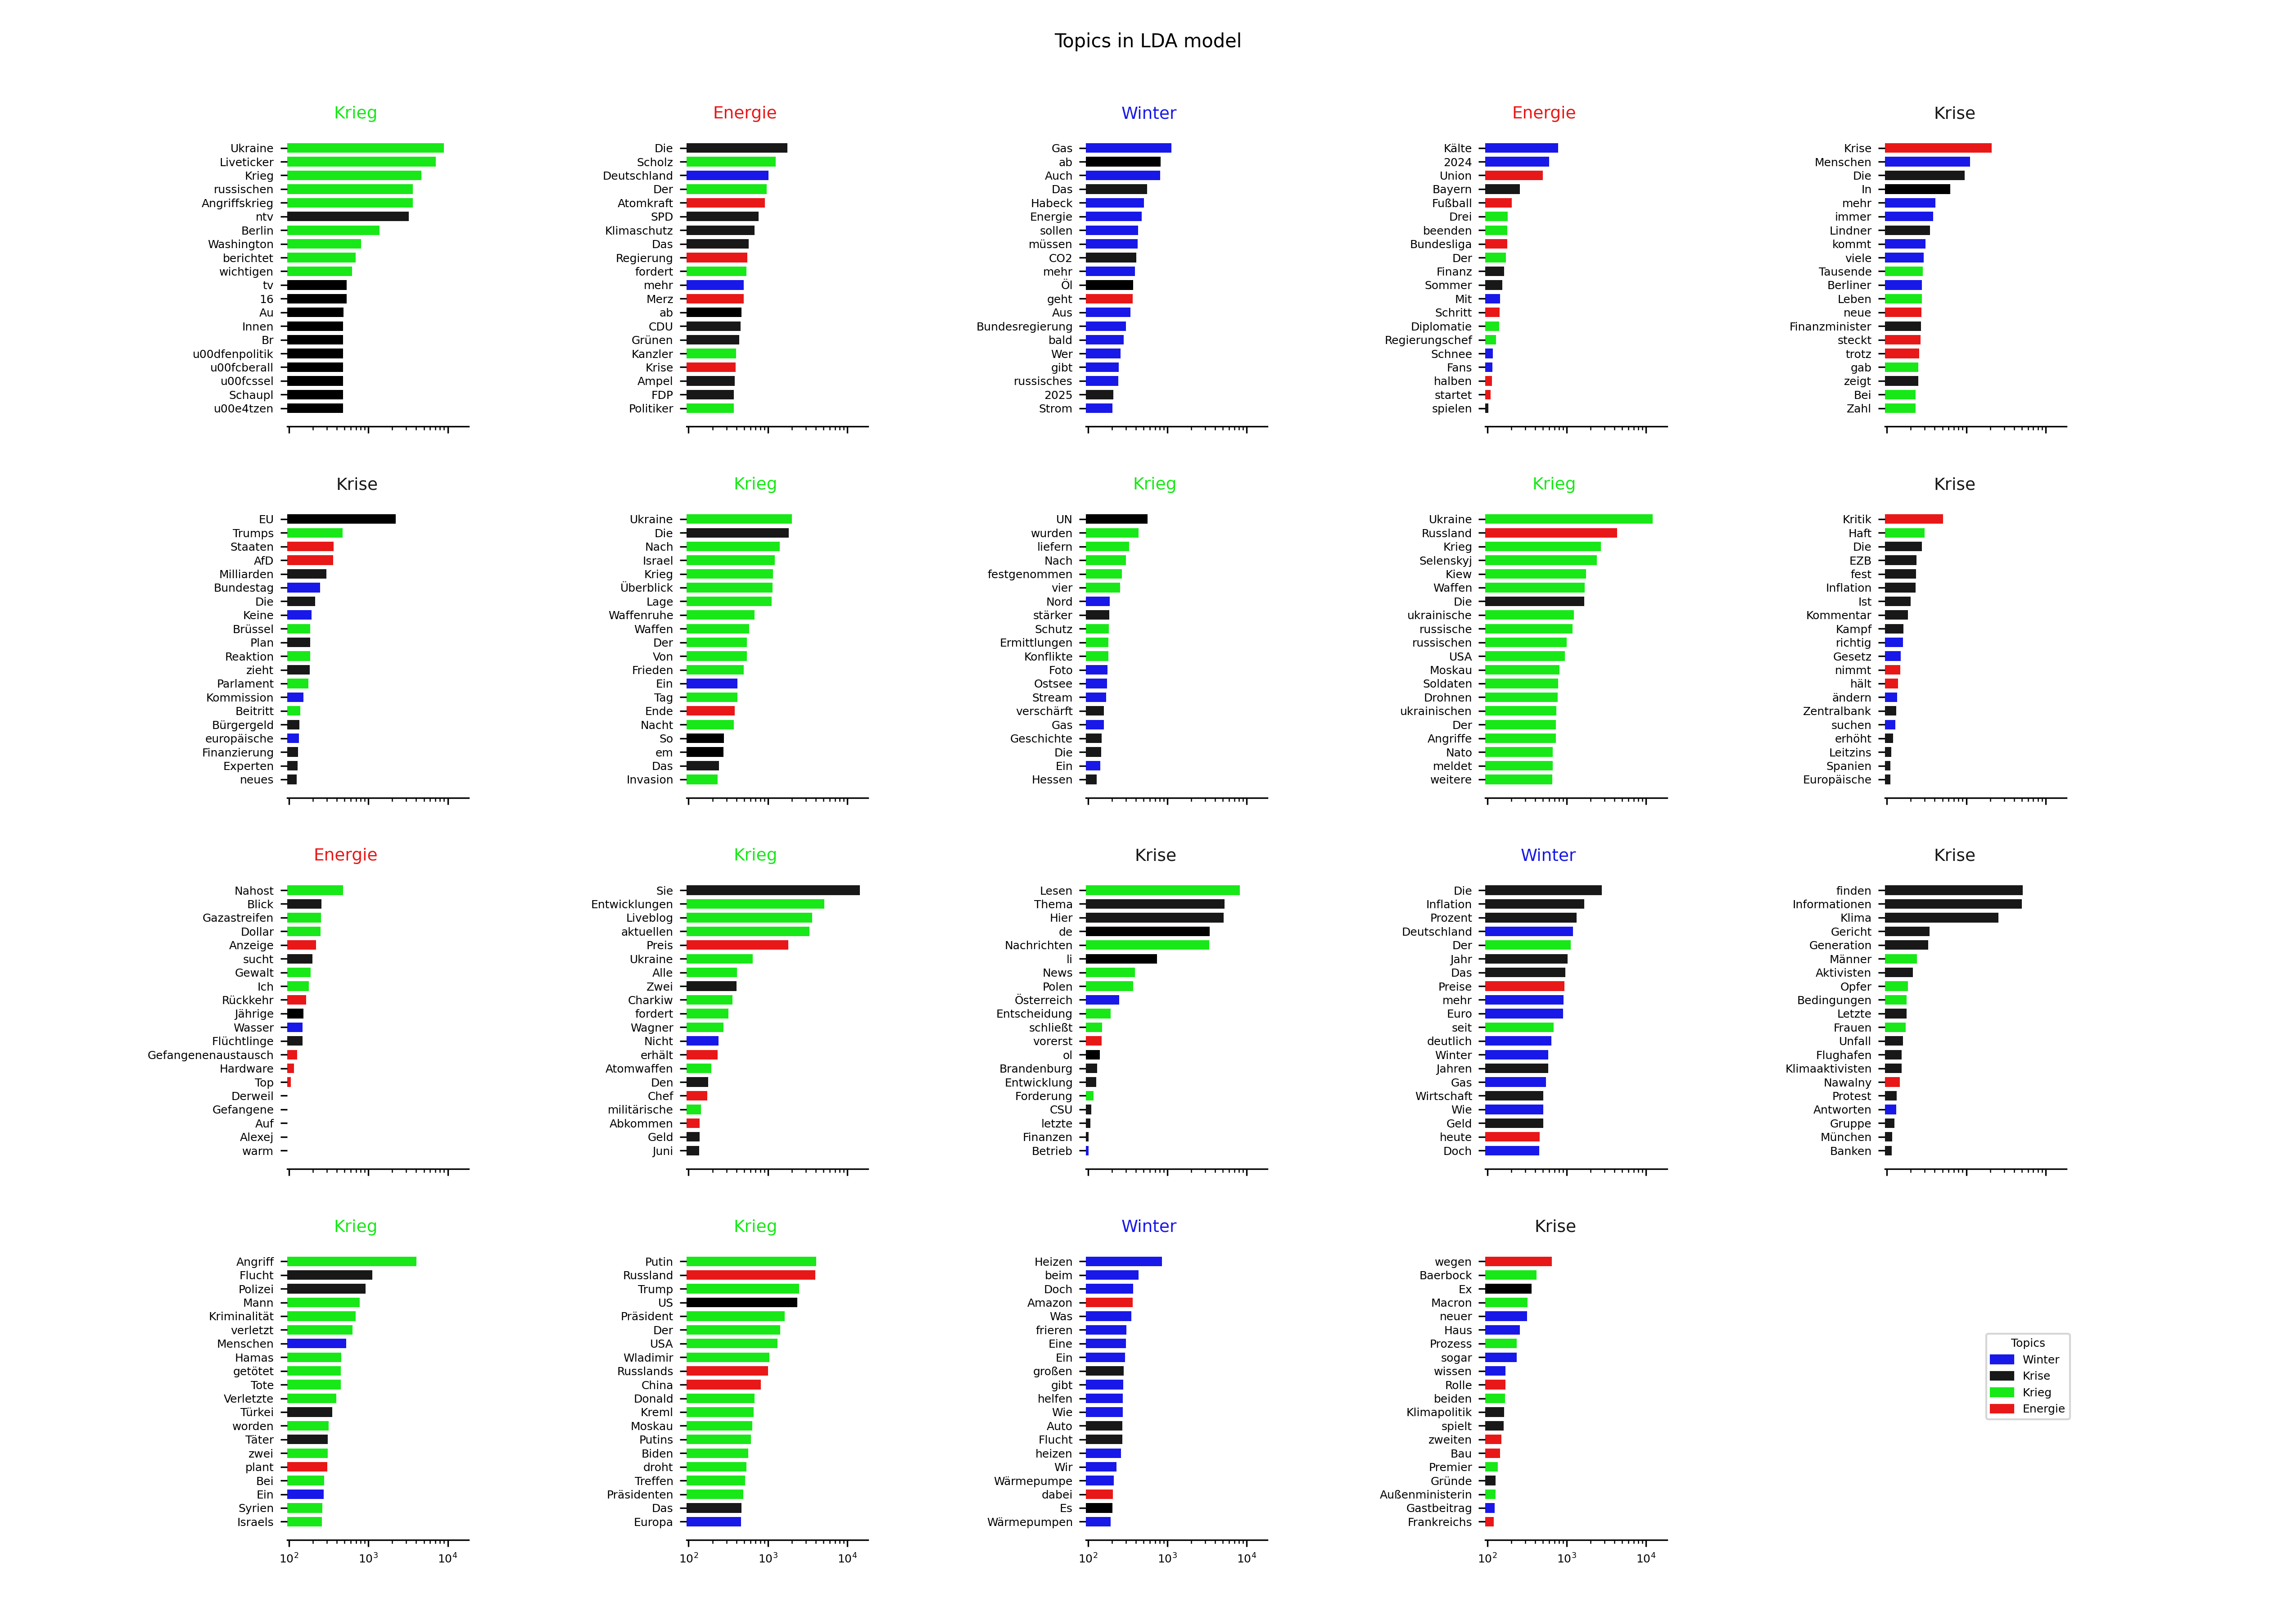 Topics in LDA model
Krieg
Ukraine
Liveticker
Krieg
russischen
Angriffskrieg
ntv
Berlin
Washington
berichtet
wichtigen
tv
16
Au
Innen
Br
u00dfenpolitik
u00fcberall
u00fcssel
Schaupl
u00e4tzen
Energie
Die
Scholz
Deutschland
Der
Atomkraft
SPD
Klimaschutz
Das
Regierung
fordert
mehr
Merz
ab
CDU
Grünen
Kanzler
Krise
Ampel
FDP
Politiker
Winter
Gas
ab
Auch
Das
Habeck
Energie
sollen
müssen
CO2
mehr
Öl
geht
Aus
Bundesregierung
bald
Wer
gibt
russisches
2025
Strom
Energie
Kälte
2024
Union
Bayern
Fußball
Drei
beenden
Bundesliga
Der
Finanz
Sommer
Mit
Schritt
Diplomatie
Regierungschef
Schnee
Fans
halben
startet
spielen
Krise
Krise
Menschen
Die
In
mehr
immer
Lindner
kommt
viele
Tausende
Berliner
Leben
neue
Finanzminister
steckt
trotz
gab
zeigt
Bei
Zahl
Krise
EU
Trumps
Staaten
AfD
Milliarden
Bundestag
Die
Keine
Brüssel
Plan
Reaktion
zieht
Parlament
Kommission
Beitritt
Bürgergeld
europäische
Finanzierung
Experten
neues
Krieg
Ukraine
Die
Nach
Israel
Krieg
Überblick
Lage
Waffenruhe
Waffen
Der
Von
Frieden
Ein
Tag
Ende
Nacht
So
em
Das
Invasion
Krieg
UN
wurden
liefern
Nach
festgenommen
vier
Nord
stärker
Schutz
Ermittlungen
Konflikte
Foto
Ostsee
Stream
verschärft
Gas
Geschichte
Die
Ein
Hessen
Krieg
Ukraine
Russland
Krieg
Selenskyj
Kiew
Waffen
Die
ukrainische
russische
russischen
USA
Moskau
Soldaten
Drohnen
ukrainischen
Der
Angriffe
Nato
meldet
weitere
Krise
Kritik
Haft
Die
EZB
fest
Inflation
Ist
Kommentar
Kampf
richtig
Gesetz
nimmt
hält
ändern
Zentralbank
suchen
erhöht
Leitzins
Spanien
Europäische
Energie
Nahost
Blick
Gazastreifen
Dollar
Anzeige
sucht
Gewalt
Ich
Rückkehr
Jährige
Wasser
Flüchtlinge
Gefangenenaustausch
Hardware
Top
Derweil
Gefangene
Auf
Alexej
warm
Krieg
Sie
Entwicklungen
Liveblog
aktuellen
Preis
Ukraine
Alle
Zwei
Charkiw
fordert
Wagner
Nicht
erhält
Atomwaffen
Den
Chef
militärische
Abkommen
Geld
Juni
Krise
Lesen
Thema
Hier
de
Nachrichten
li
News
Polen
Österreich
Entscheidung
schließt
vorerst
ol
Brandenburg
Entwicklung
Forderung
CSU
letzte
Finanzen
Betrieb
Winter
Die
Inflation
Prozent
Deutschland
Der
Jahr
Das
Preise
mehr
Euro
seit
deutlich
Winter
Jahren
Gas
Wirtschaft
Wie
Geld
heute
Doch
Krise
finden
Informationen
Klima
Gericht
Generation
Männer
Aktivisten
Opfer
Bedingungen
Letzte
Frauen
Unfall
Flughafen
Klimaaktivisten
Nawalny
Protest
Antworten
Gruppe
München
Banken
Krieg
Angriff
Flucht
Polizei
Mann
Kriminalität
verletzt
Menschen
Hamas
getötet
Tote
Verletzte
Türkei
worden
Täter
zwei
plant
Bei
Ein
Syrien
Israels
10² 10³ 10⁴
Krieg
Putin
Russland
Trump
US
Präsident
Der
USA
Wladimir
Russlands
China
Donald
Kreml
Moskau
Putins
Biden
droht
Treffen
Präsidenten
Das
Europa
10² 10³ 10⁴
Winter
Heizen
beim
Doch
Amazon
Was
frieren
Eine
Ein
großen
gibt
helfen
Wie
Auto
Flucht
heizen
Wir
Wärmepumpe
dabei
Es
Wärmepumpen
10² 10³ 10⁴
Krise
wegen
Baerbock
Ex
Macron
neuer
Haus
Prozess
sogar
wissen
Rolle
beiden
Klimapolitik
spielt
zweiten
Bau
Premier
Gründe
Außenministerin
Gastbeitrag
Frankreichs
10² 10³ 10⁴
Topics
Winter
Krise
Krieg
Energie